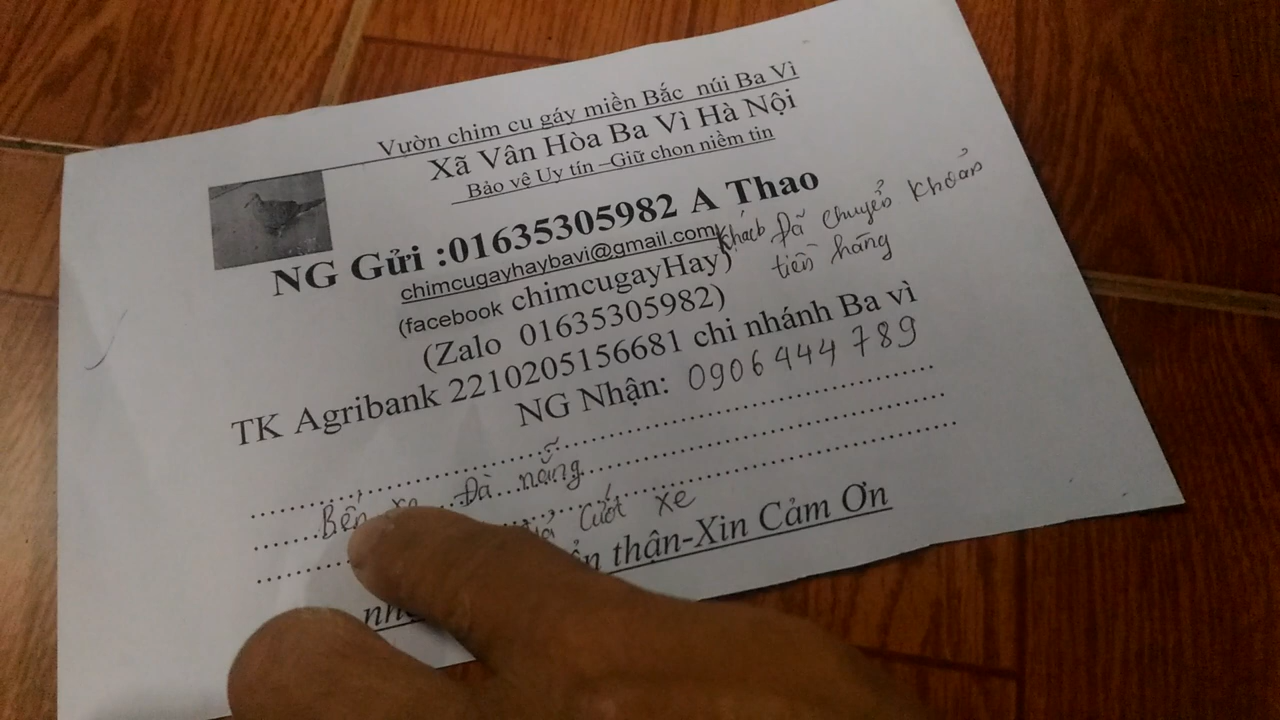 Vườn chim cu gáy miền Bắc núi Ba Vì
Xã Vân Hòa Ba Vì Hà Nội
Bảo vệ Uy tín –Giữ chon niềm tin
NG Gửi :01635305982 A Thao
chimcugayhaybavi@gmail.com
khách Đã chuyển khoản
tiền hàng
(facebook chimcugayHay)
(Zalo 01635305982)
TK Agribank 2210205156681 chi nhánh Ba vì
NG Nhận: 0906444789
Bến xe Đà nẵng
cướt xe
thận-Xin Cảm Ơn